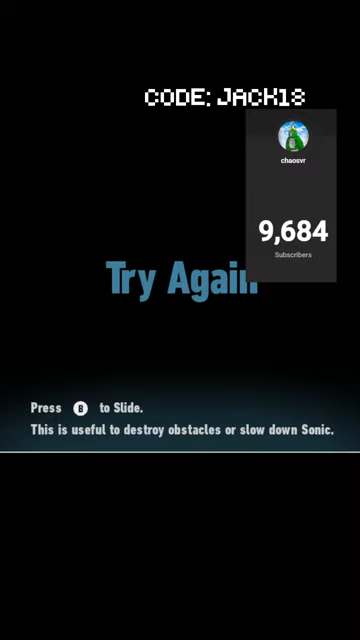 CODE: JACK18
chaosvr
9,684
Subscribers
Try Again
Press B to Slide.
This is useful to destroy obstacles or slow down Sonic.